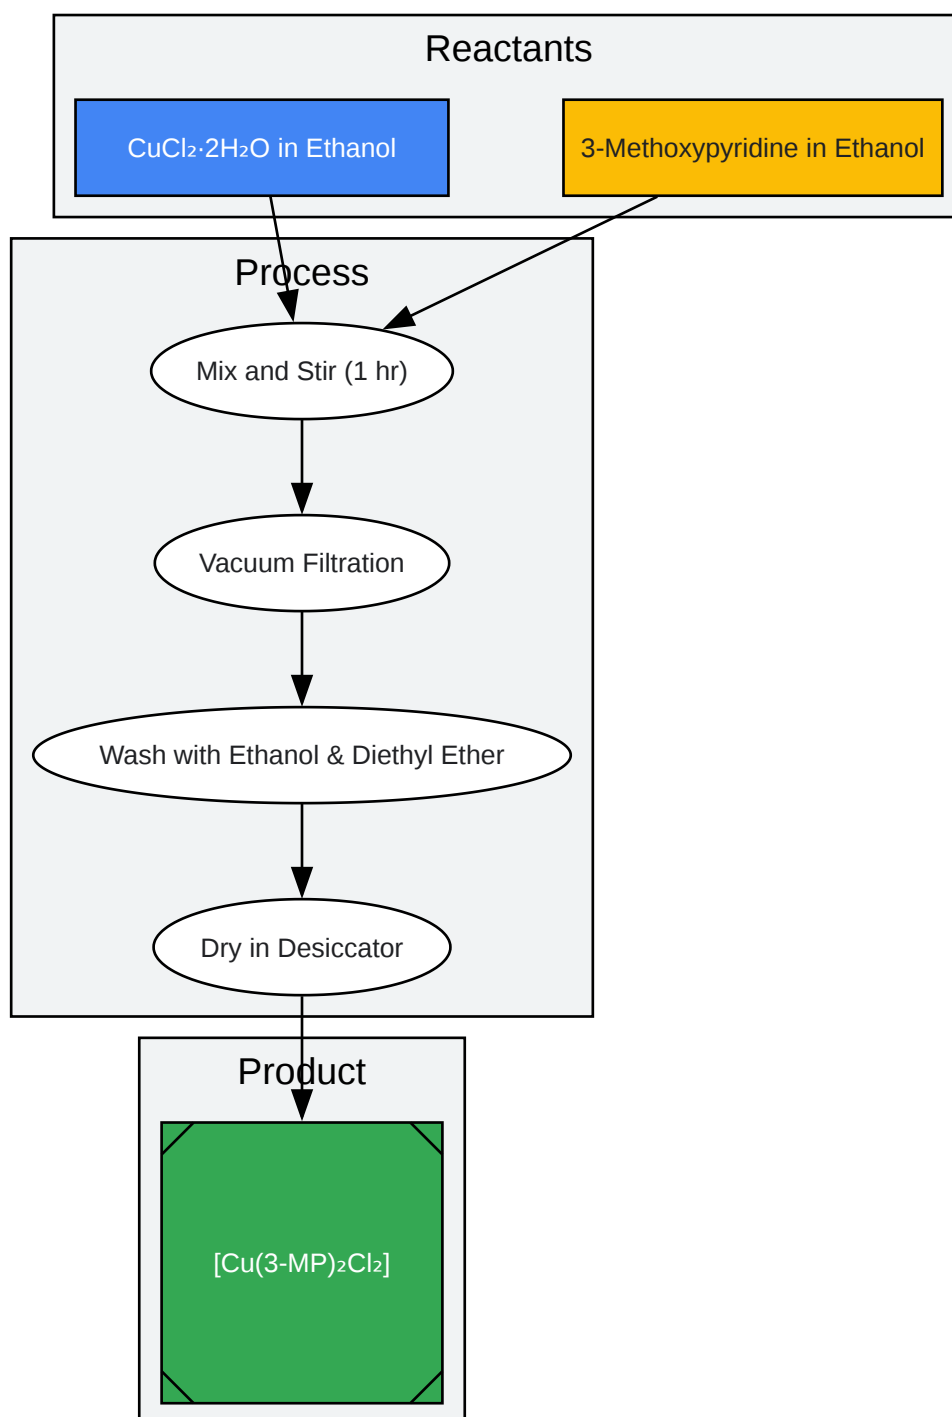 Reactants
CuCl₂·2H₂O in Ethanol
3-Methoxypyridine in Ethanol
Process
Mix and Stir (1 hr)
Vacuum Filtration
Wash with Ethanol & Diethyl Ether
Dry in Desiccator
Product
[Cu(3-MP)₂Cl₂]